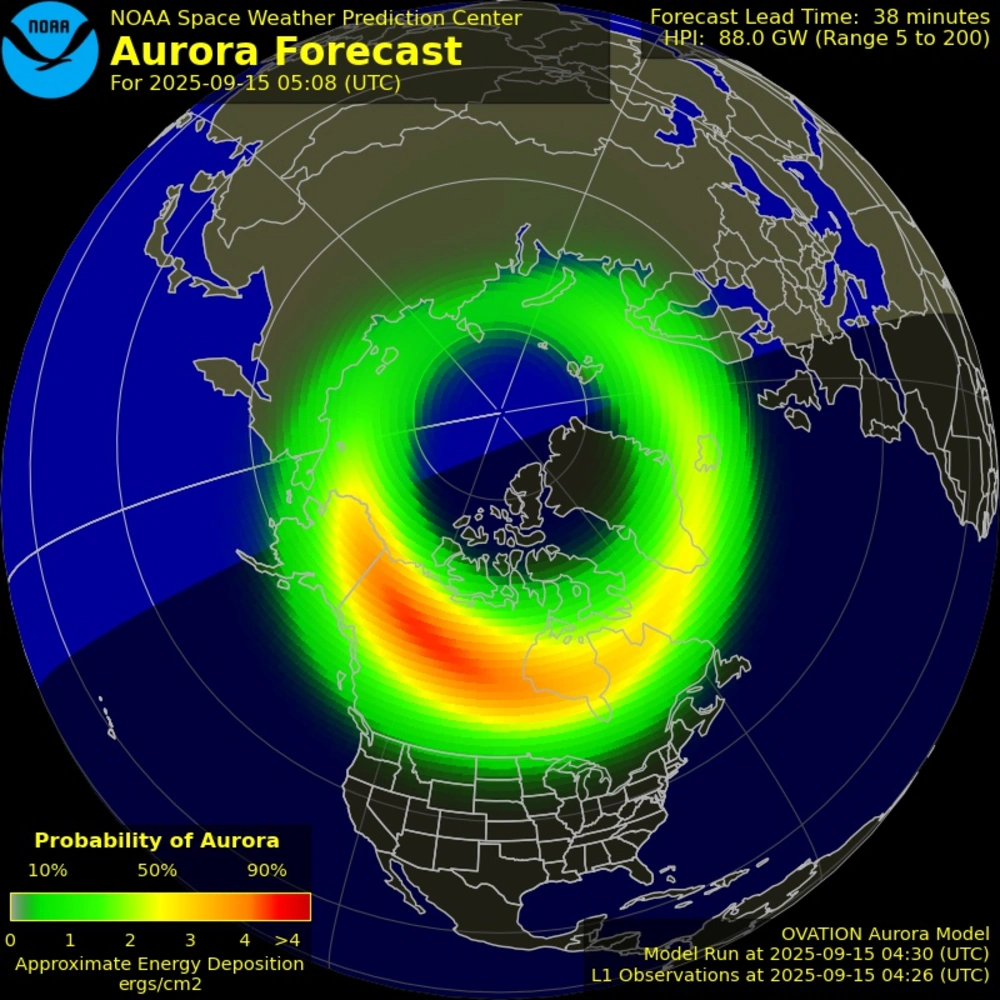 NOAA
NOAA Space Weather Prediction Center
Aurora Forecast
For 2025-09-15 05:08 (UTC)
Forecast Lead Time: 38 minutes
HPI: 88.0 GW (Range 5 to 200)
Probability of Aurora
10% 50% 90%
0 1 2 3 4 >4
Approximate Energy Deposition
ergs/cm2
OVATION Aurora Model
Model Run at 2025-09-15 04:30 (UTC)
L1 Observations at 2025-09-15 04:26 (UTC)